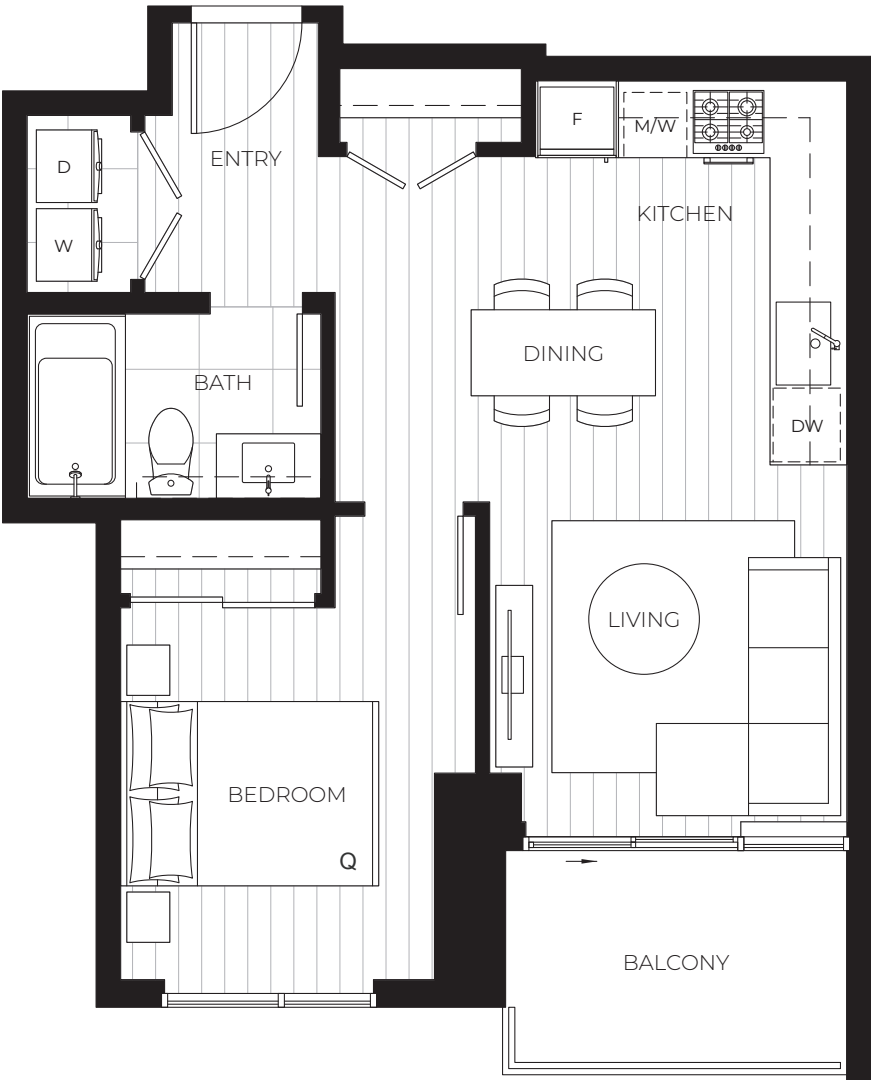 ENTRY
D
W
F
M/W
KITCHEN
DINING
BATH
DW
LIVING
BEDROOM
Q
BALCONY